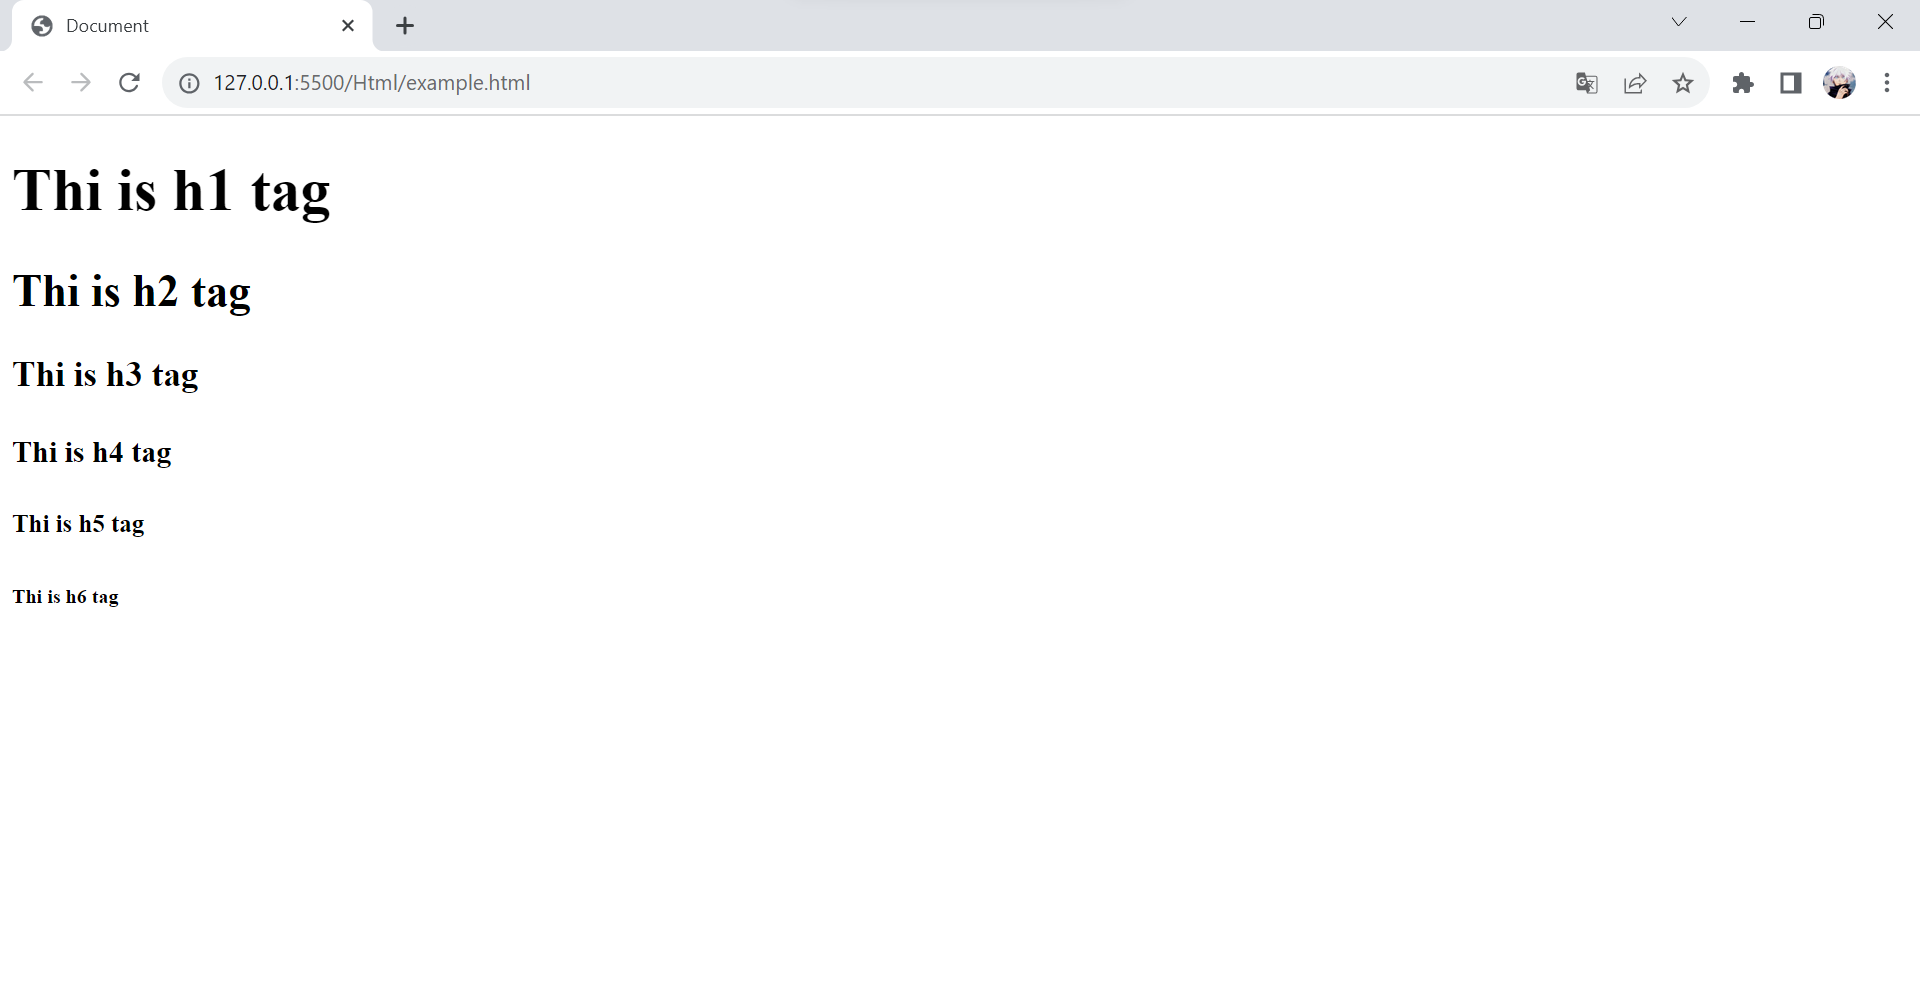 Document
127.0.0.1:5500/Html/example.html
Thi is h1 tag
Thi is h2 tag
Thi is h3 tag
Thi is h4 tag
Thi is h5 tag
Thi is h6 tag